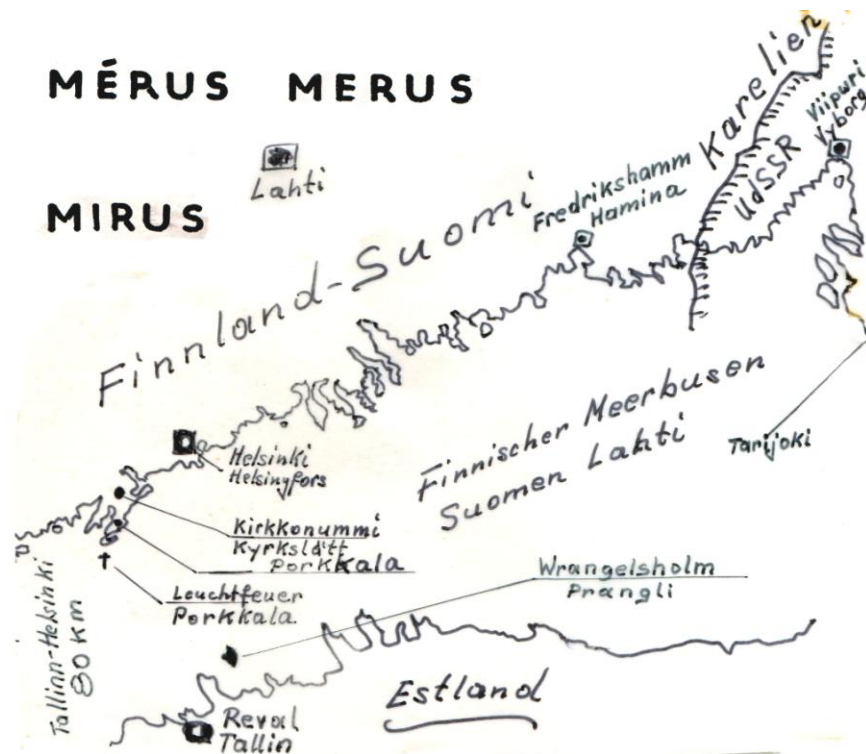 MÉRUS MERUS
Lahti
MIRUS
Finnland-Suomi
Fredrikshamm
Hamina
Karelien
UdSSR
Viipuri
Vyborg
Finnischer Meerbusen
Suomen Lahti
Tarijoki
Helsinki
Helsingfors
Kirkkonummi
Kyrkslätt
Porkkala
Leuchtfeuer
Porkkala
Wrangelsholm
Prangli
Tallinn-Helsinki
80 km
Estland
Reval
Tallin